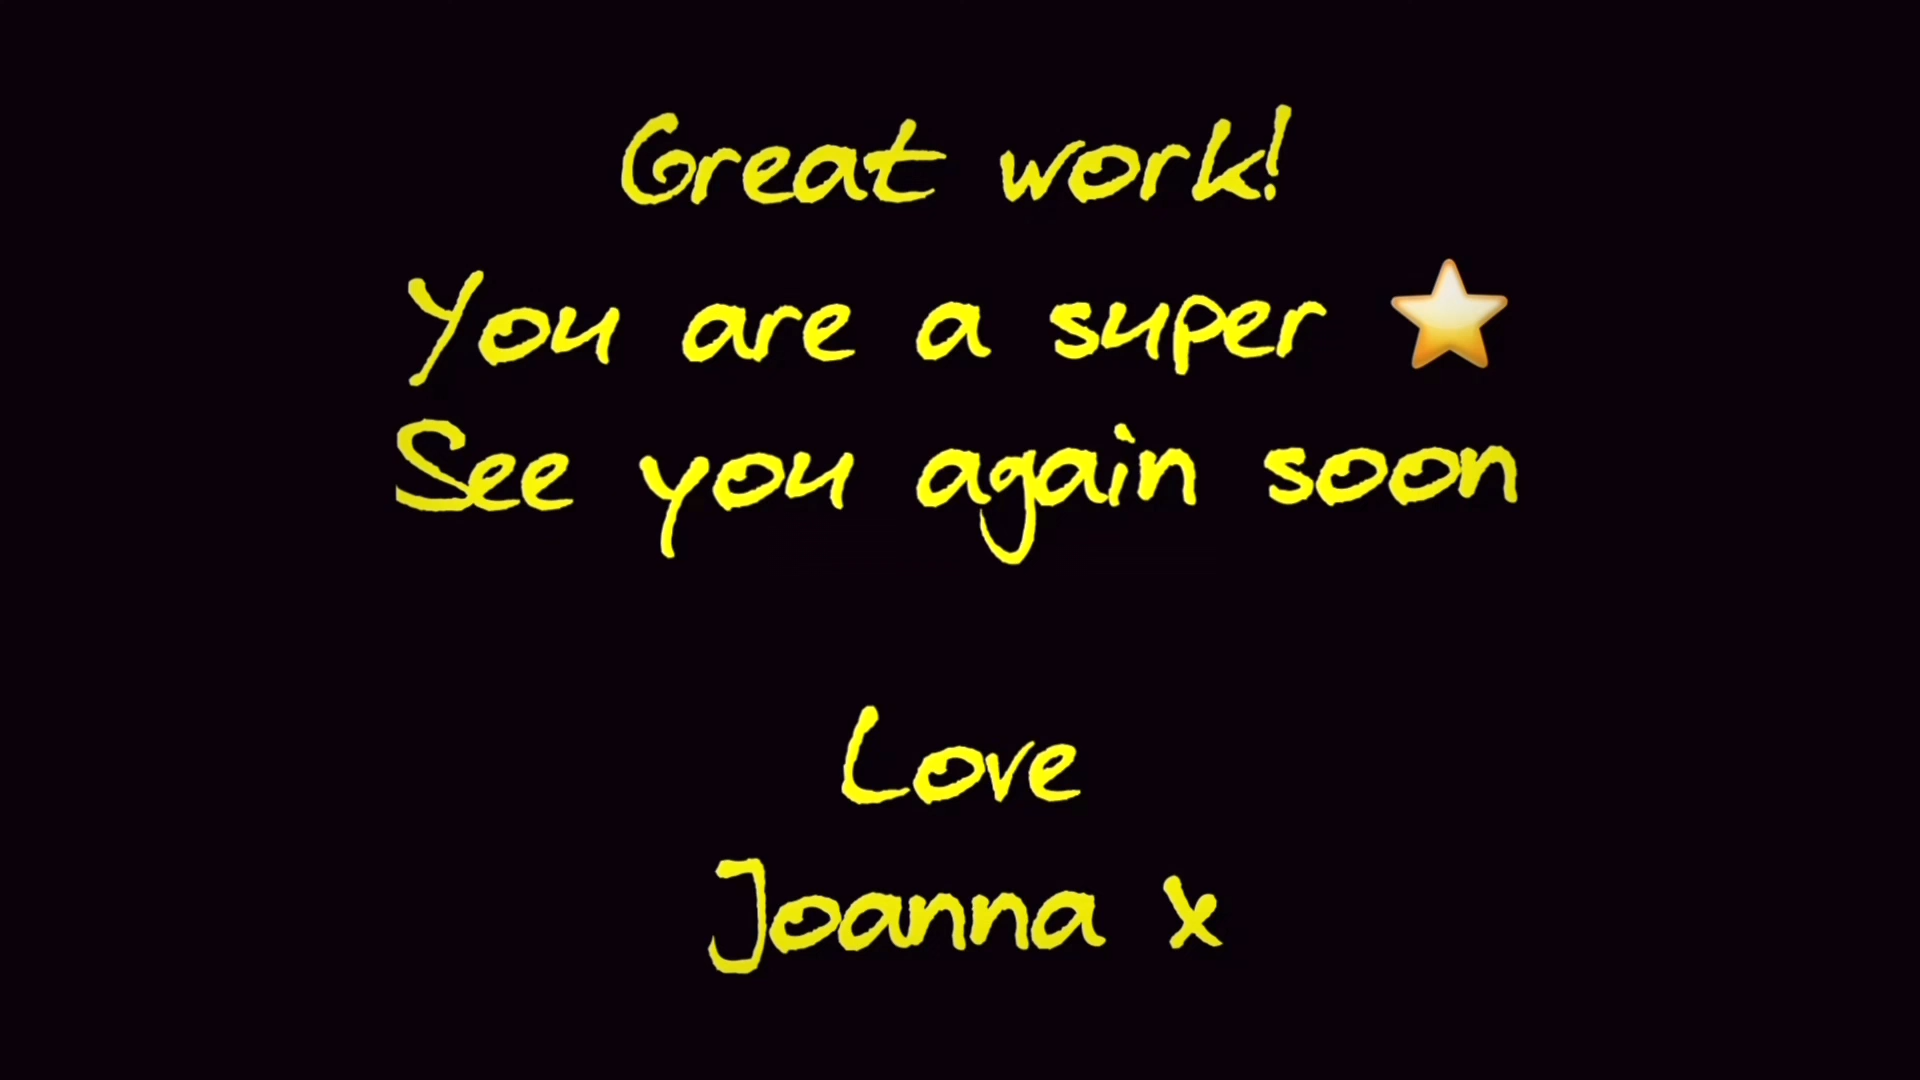 Great work!
You are a super ⭐
See you again soon
Love
Joanna x